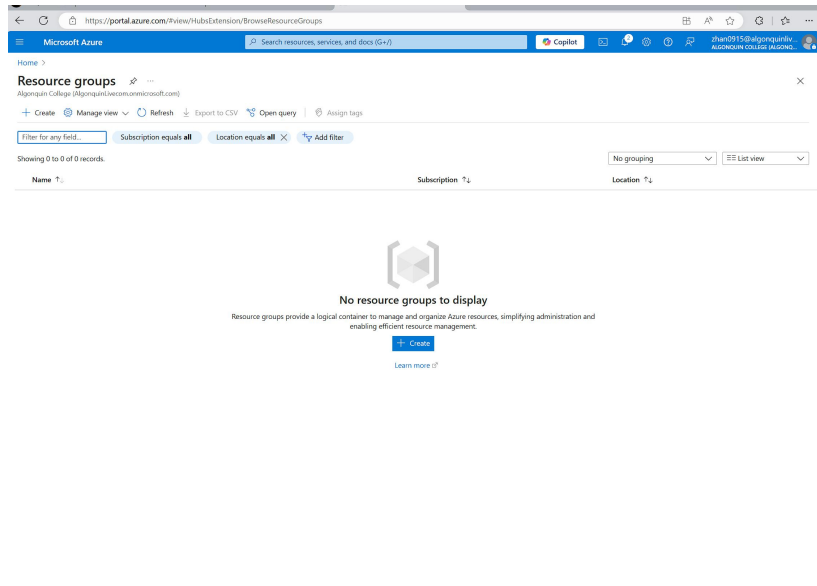 https://portal.azure.com/#view/HubsExtension/BrowseResourceGroups
Microsoft Azure
Search resources, services, and docs (G+/)
Copilot
2
zhan0915@algonquinliv...
ALGONQUIN COLLEGE (ALGONQ...
Home >
Resource groups
Algonquin College (AlgonquinLivecom.onmicrosoft.com)
Create
Manage view
Refresh
Export to CSV
Open query
Assign tags
Filter for any field...
Subscription equals all
Location equals all
Add filter
Showing 0 to 0 of 0 records.
No grouping
List view
Name
Subscription
Location
No resource groups to display
Resource groups provide a logical container to manage and organize Azure resources, simplifying administration and
enabling efficient resource management.
Create
Learn more